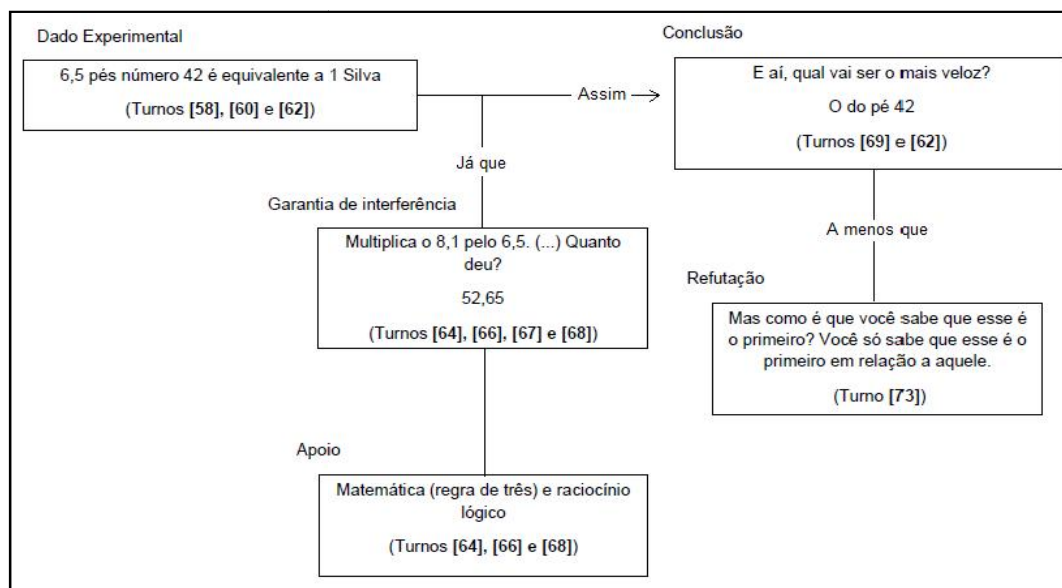 Dado Experimental
6,5 pés número 42 é equivalente a 1 Silva
(Turnos [58], [60] e [62])
Assim
Conclusão
E aí, qual vai ser o mais veloz?
O do pé 42
(Turnos [69] e [62])
Já que
Garantia de interferência
Multiplica o 8,1 pelo 6,5. (...) Quanto
deu?
52,65
(Turnos [64], [66], [67] e [68])
A menos que
Refutação
Mas como é que você sabe que esse é
o primeiro? Você só sabe que esse é o
primeiro em relação a aquele.
(Turno [73])
Apoio
Matemática (regra de três) e raciocínio
lógico
(Turnos [64], [66] e [68])